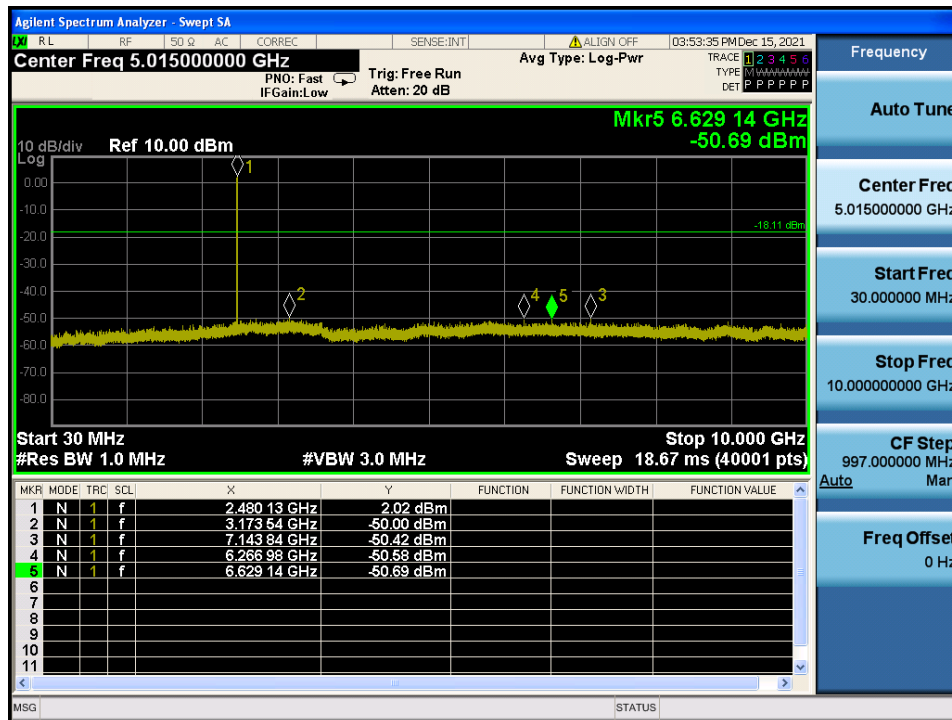 Agilent Spectrum Analyzer - Swept SA
LXI RL RF 50 Ω AC CORREC SENSE:INT ALIGN OFF 03:53:35 PM Dec 15, 2021
Center Freq 5.015000000 GHz
PNO: Fast
IFGain:Low
Trig: Free Run
Atten: 20 dB
Avg Type: Log-Pwr
TRACE 1 2 3 4 5 6
TYPE M WWWWW
DET P P P P P P
Mkr5 6.629 14 GHz
-50.69 dBm
10 dB/div Ref 10.00 dBm
Log
0.00
-10.0
-20.0
-30.0
-40.0
-50.0
-60.0
-70.0
-80.0
-18.11 dBm
1
2
4
5
3
Start 30 MHz Stop 10.000 GHz
#Res BW 1.0 MHz #VBW 3.0 MHz Sweep 18.67 ms (40001 pts)
MKR MODE TRC SCL X Y FUNCTION FUNCTION WIDTH FUNCTION VALUE
1 N 1 f 2.480 13 GHz 2.02 dBm
2 N 1 f 3.173 54 GHz -50.00 dBm
3 N 1 f 7.143 84 GHz -50.42 dBm
4 N 1 f 6.266 98 GHz -50.58 dBm
5 N 1 f 6.629 14 GHz -50.69 dBm
6
7
8
9
10
11
MSG STATUS
Frequency
Auto Tune
Center Freq
5.015000000 GHz
Start Freq
30.000000 MHz
Stop Freq
10.000000000 GHz
CF Step
997.000000 MHz
Auto Man
Freq Offset
0 Hz